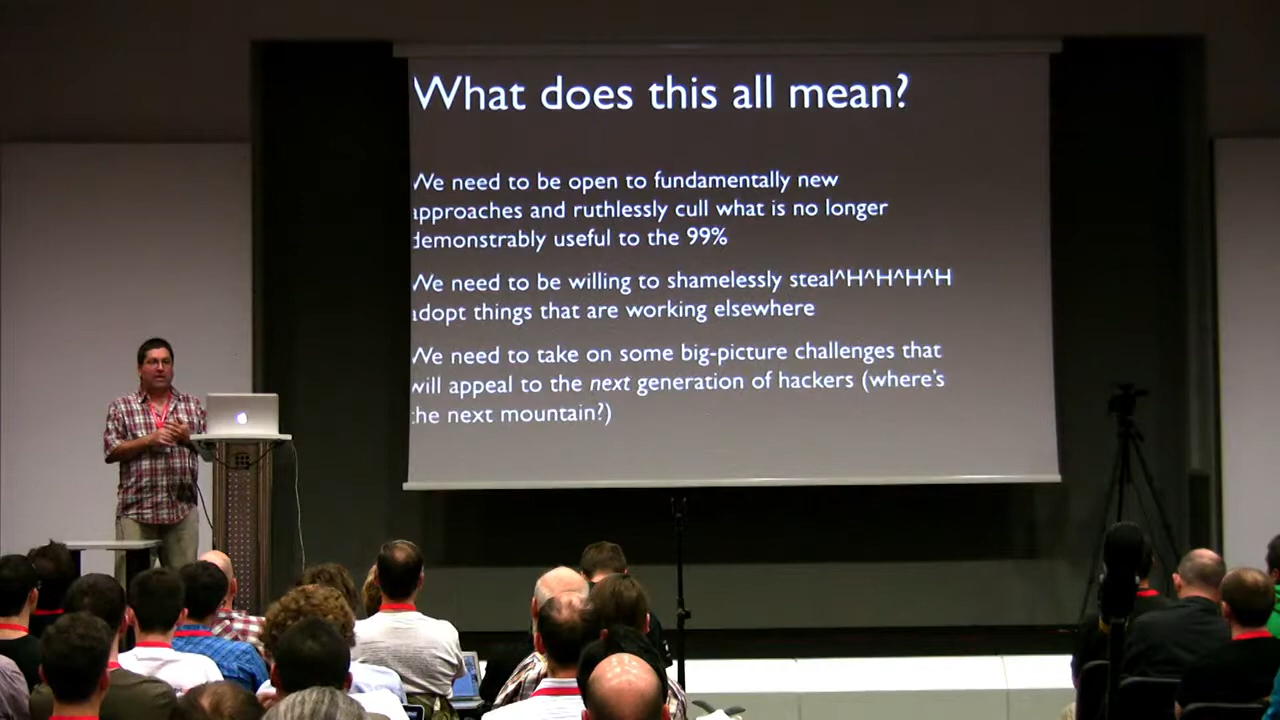 What does this all mean?
We need to be open to fundamentally new
approaches and ruthlessly cull what is no longer
demonstrably useful to the 99%
We need to be willing to shamelessly steal^H^H^H^H
adopt things that are working elsewhere
We need to take on some big-picture challenges that
will appeal to the next generation of hackers (where's
the next mountain?)